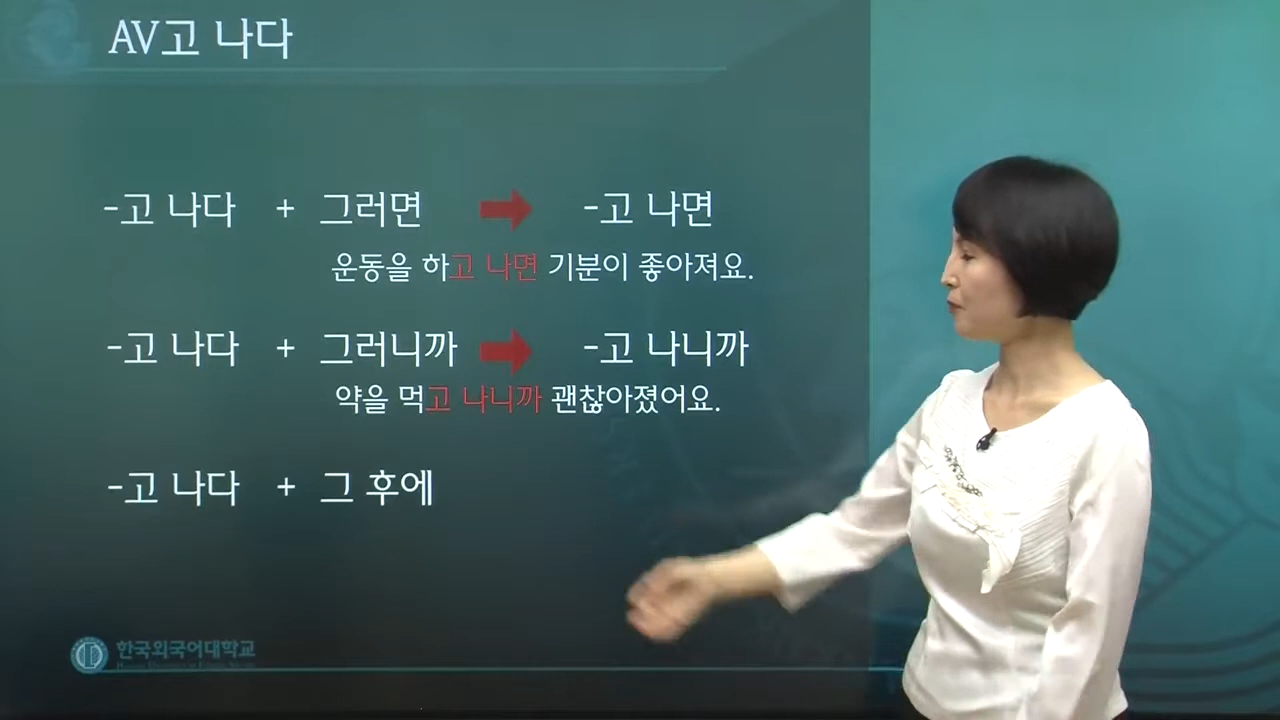 AV고 나다
-고 나다 + 그러면 → -고 나면
운동을 하고 나면 기분이 좋아져요.
-고 나다 + 그러니까 → -고 나니까
약을 먹고 나니까 괜찮아졌어요.
-고 나다 + 그 후에
한국외국어대학교